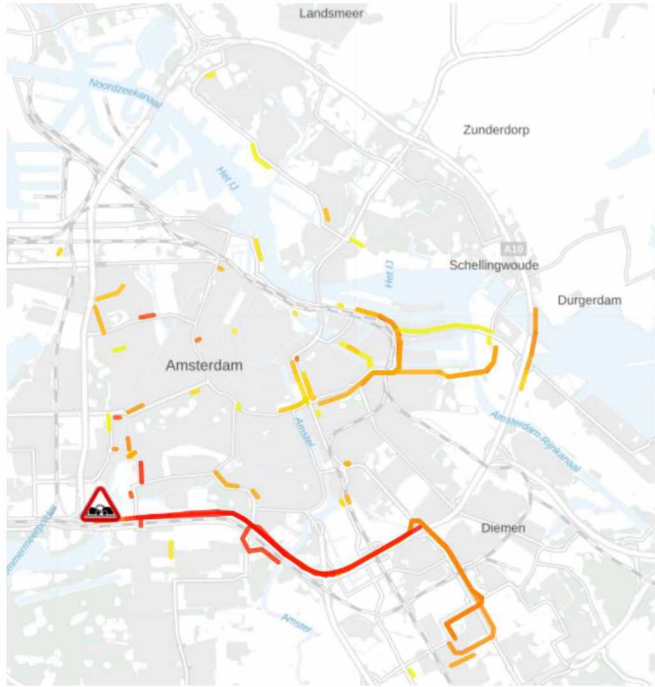 Landsmeer
Noordzeekanaal
Zunderdorp
Het IJ
A10
Het IJ
Schellingwoude
Durgerdam
Amsterdam
Amsterdam-Rijnkanaal
Amstel
Diemen
Amstel